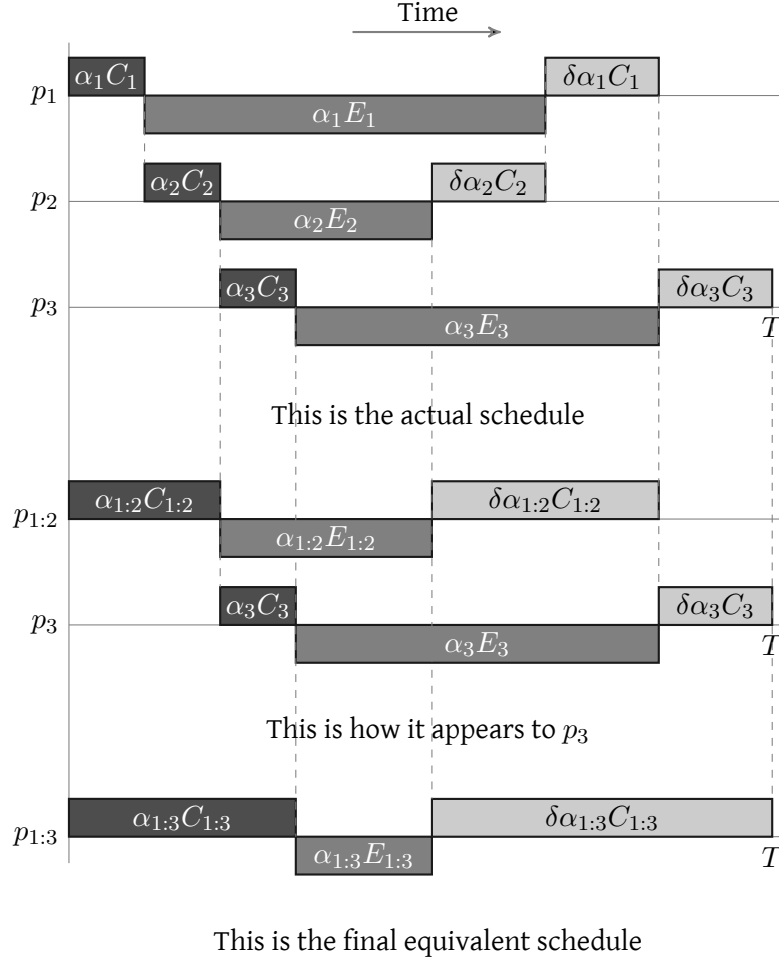 Time
α₁C₁ δα₁C₁
p₁
α₁E₁
α₂C₂ δα₂C₂
p₂
α₂E₂
α₃C₃ δα₃C₃
p₃
α₃E₃ T
This is the actual schedule
α₁:₂C₁:₂ δα₁:₂C₁:₂
p₁:₂
α₁:₂E₁:₂
α₃C₃ δα₃C₃
p₃
α₃E₃ T
This is how it appears to p₃
α₁:₃C₁:₃ δα₁:₃C₁:₃
p₁:₃
α₁:₃E₁:₃ T
This is the final equivalent schedule